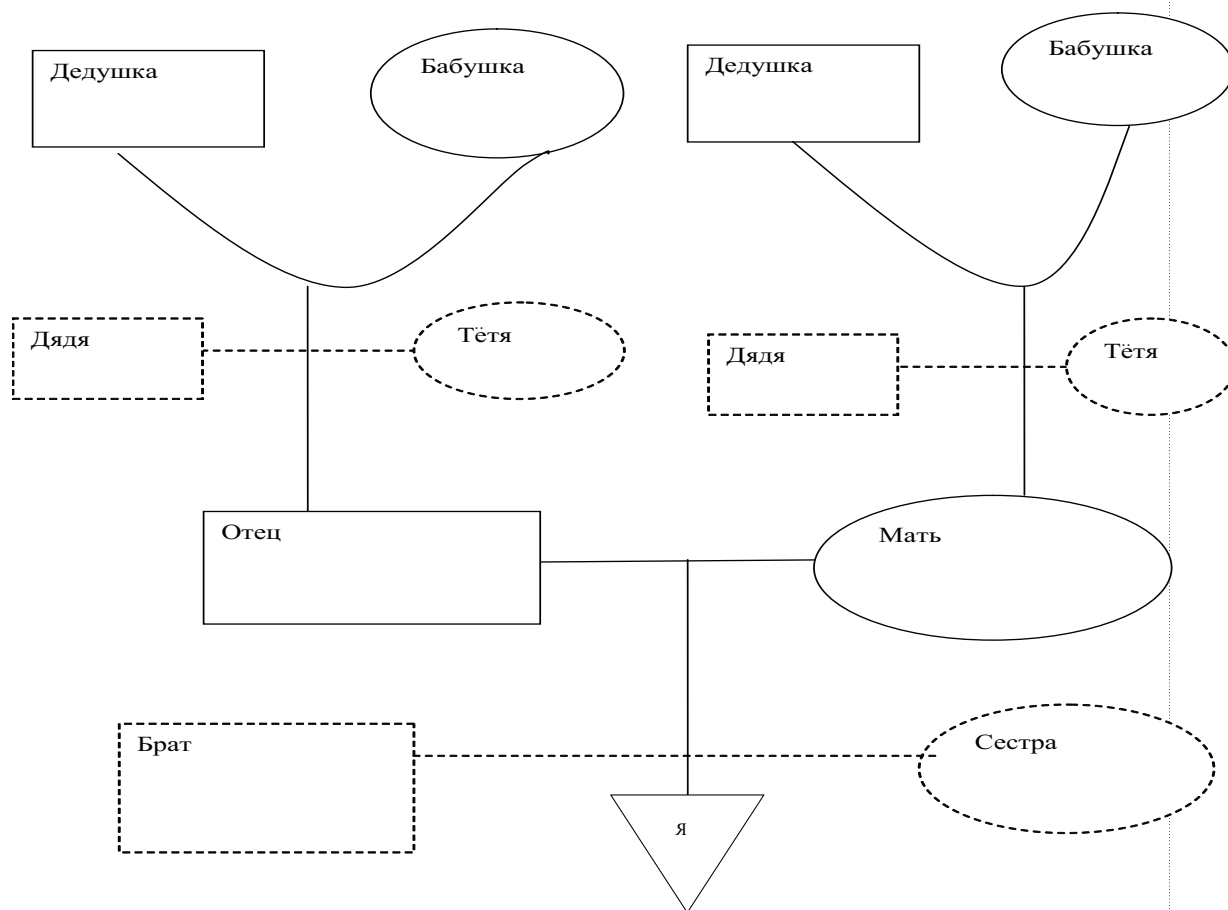 Дедушка
Бабушка
Дедушка
Бабушка
Дядя
Тётя
Дядя
Тётя
Отец
Мать
Брат
Сестра
Я